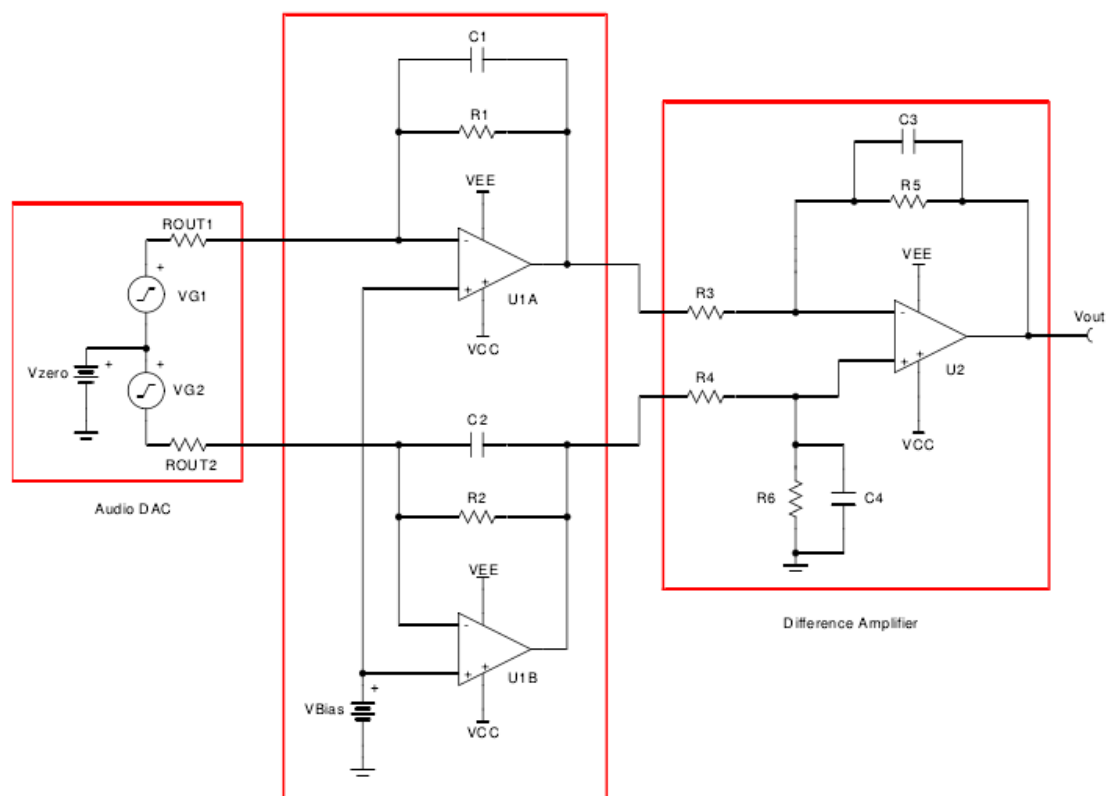 C1
R1
VEE
ROUT1
+
-
+
+
VG1
U1A
VCC
Vzero
+
+
VG2
ROUT2
Audio DAC
C2
R2
VEE
-
+
+
U1B
VBias
+
VCC
C3
R5
VEE
R3
-
+
+
Vout
U2
R4
VCC
R6
C4
Difference Amplifier